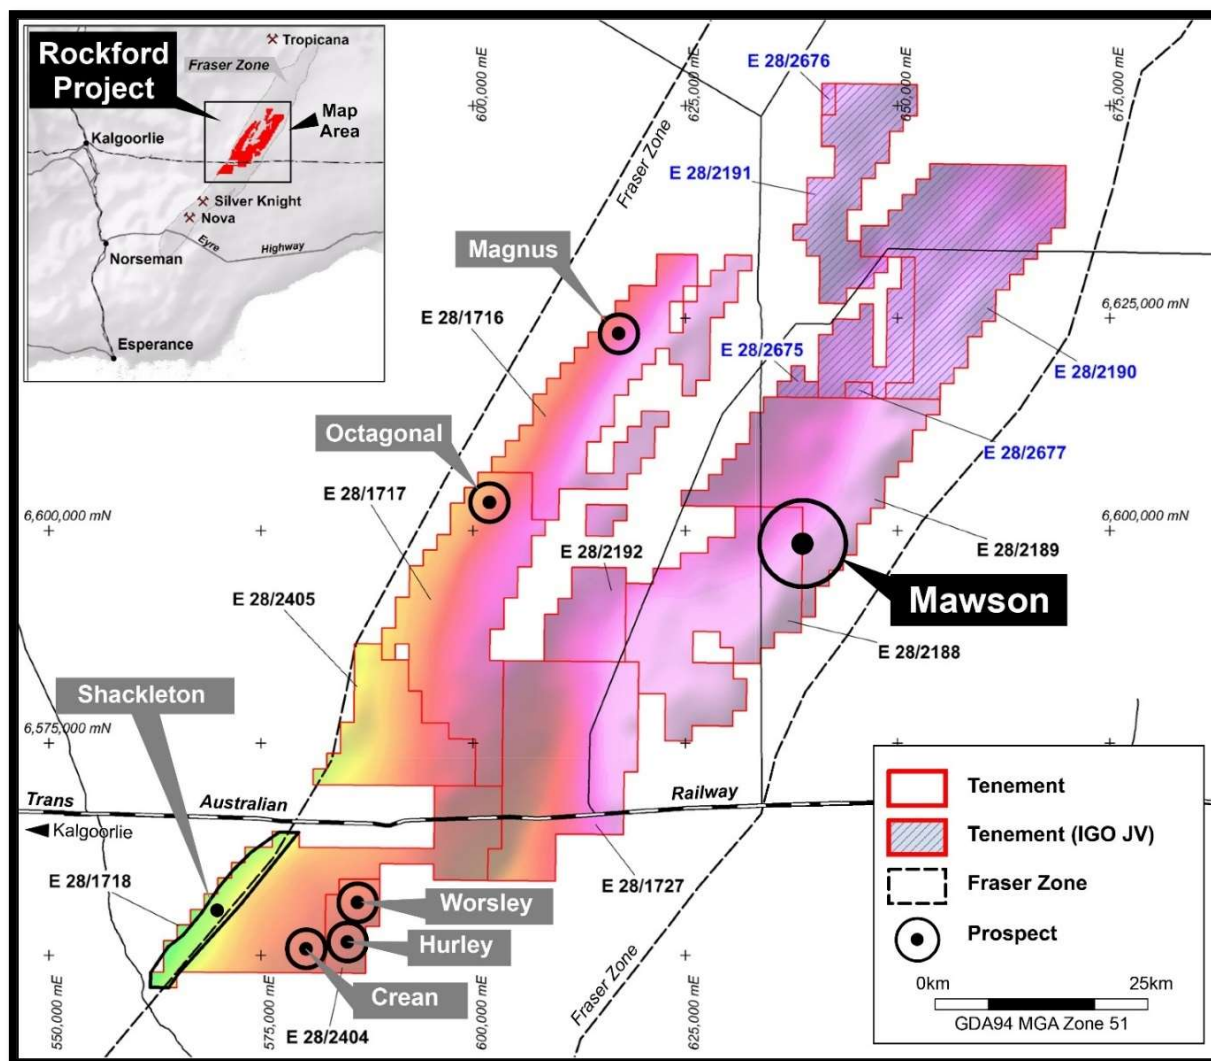 Rockford
Project
Tropicana
Fraser Zone
Map
Area
Kalgoorlie
Silver Knight
Nova
Eyre
Highway
Norseman
Esperance
600,000 mE
625,000 mE
650,000 mE
675,000 mE
E 28/2676
Fraser Zone
E 28/2191
Magnus
E 28/1716
6,625,000 mN
E 28/2675
E 28/2190
Octagonal
E 28/2677
E 28/1717
6,600,000 mN
6,600,000 mN
E 28/2192
E 28/2189
E 28/2405
Mawson
E 28/2188
Shackleton
6,575,000 mN
Trans
Australian
Railway
Kalgoorlie
E 28/1718
E 28/1727
Worsley
Hurley
Crean
E 28/2404
550,000 mE
575,000 mE
600,000 mE
625,000 mE
Fraser Zone
Tenement
Tenement (IGO JV)
Fraser Zone
Prospect
0km
25km
GDA94 MGA Zone 51